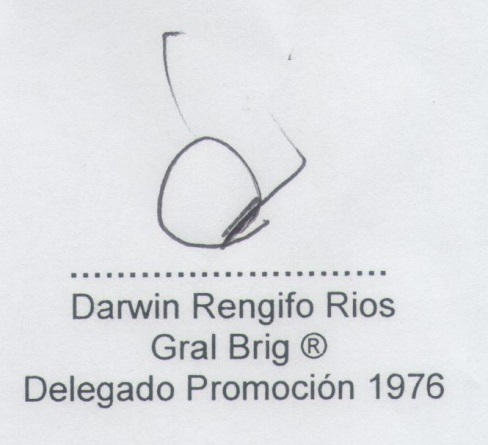 ................................
Darwin Rengifo Rios
Gral Brig ®
Delegado Promoción 1976